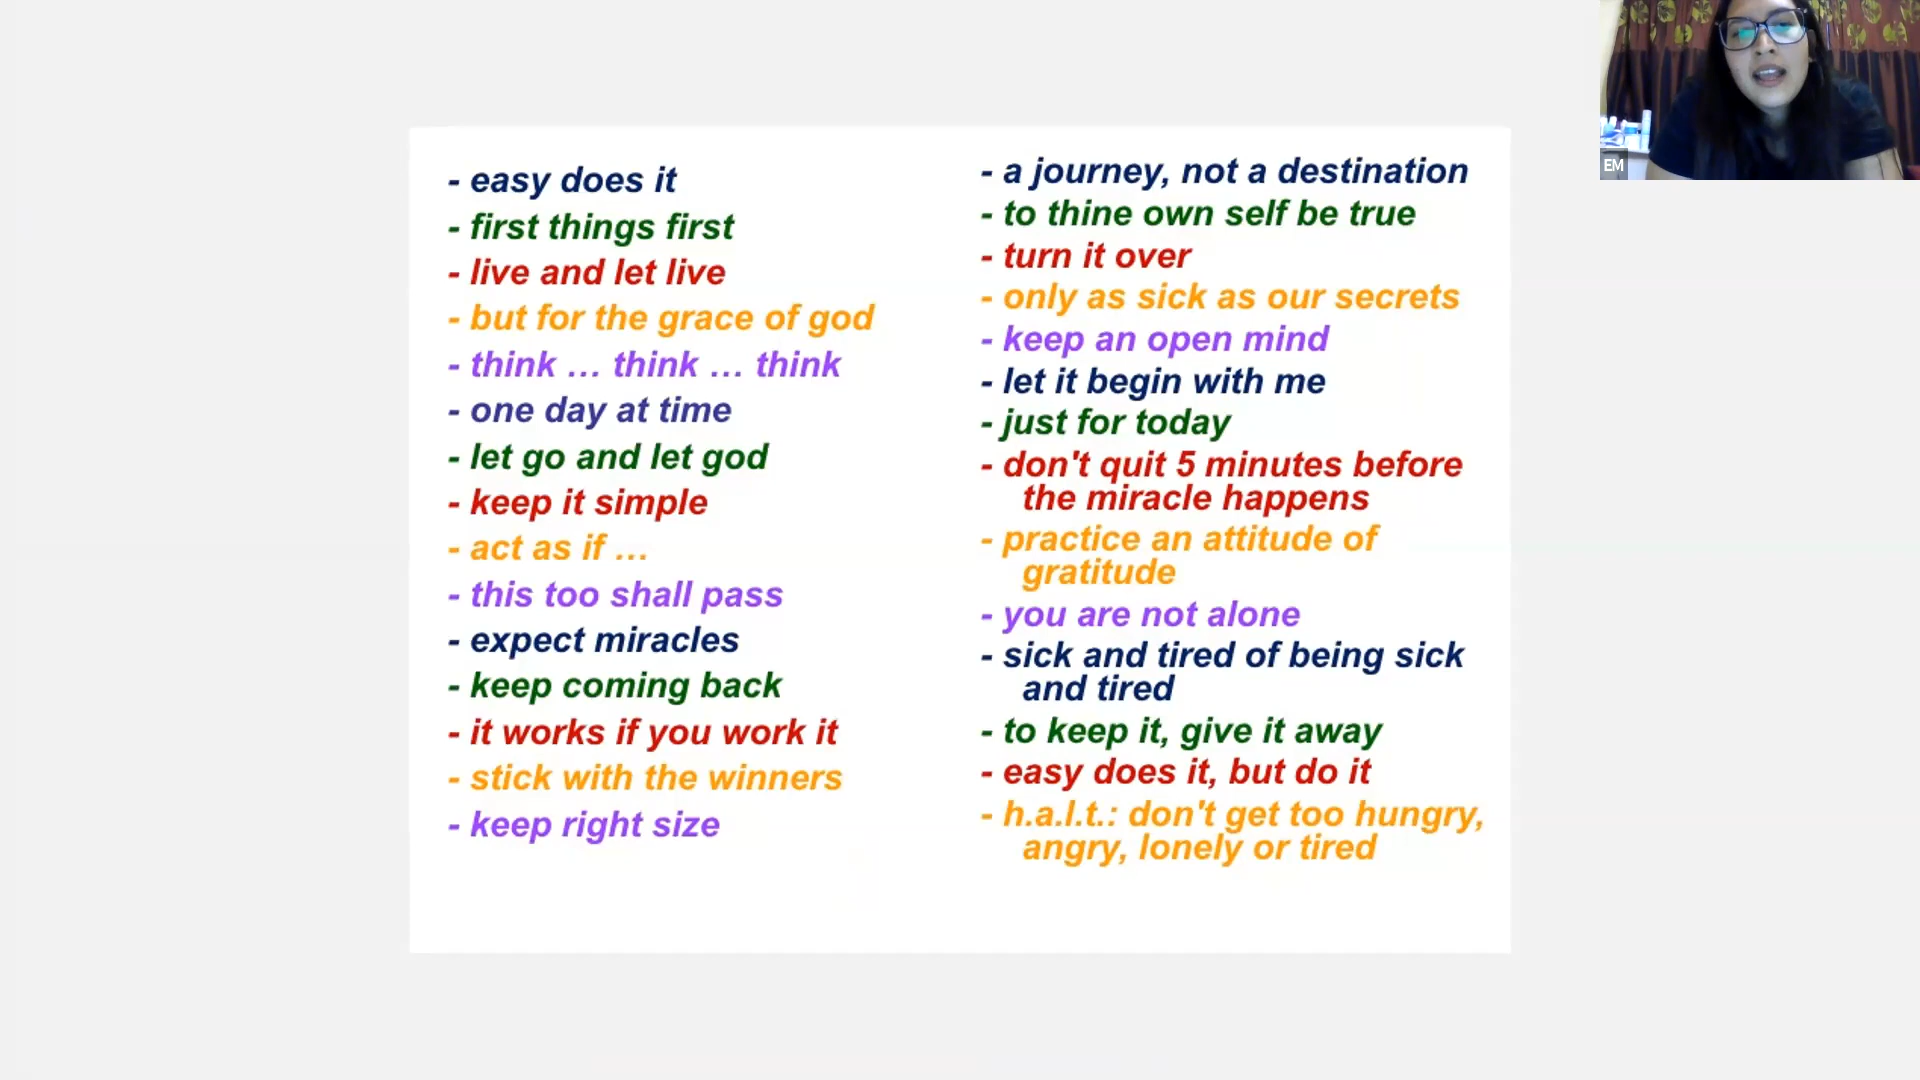 - easy does it
- first things first
- live and let live
- but for the grace of god
- think … think … think
- one day at time
- let go and let god
- keep it simple
- act as if …
- this too shall pass
- expect miracles
- keep coming back
- it works if you work it
- stick with the winners
- keep right size
- a journey, not a destination
- to thine own self be true
- turn it over
- only as sick as our secrets
- keep an open mind
- let it begin with me
- just for today
- don't quit 5 minutes before
the miracle happens
- practice an attitude of
gratitude
- you are not alone
- sick and tired of being sick
and tired
- to keep it, give it away
- easy does it, but do it
- h.a.l.t.: don't get too hungry,
angry, lonely or tired
EM